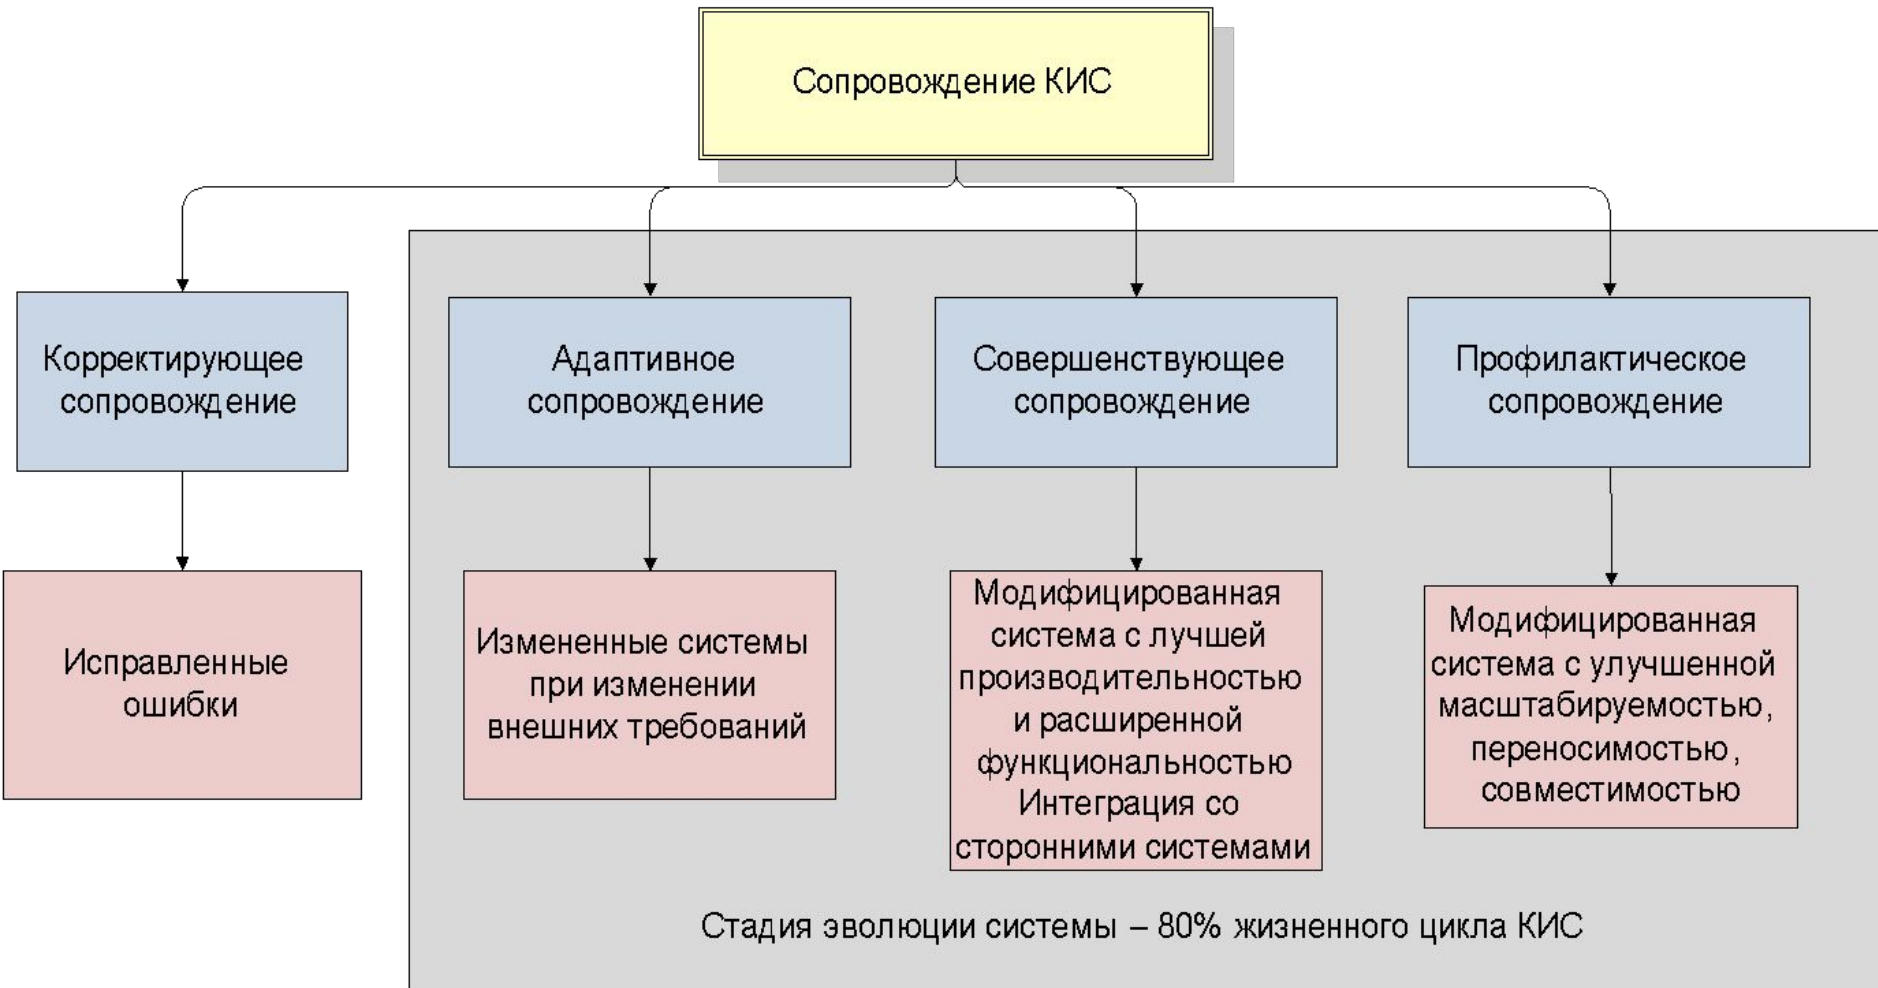 Сопровождение КИС
Корректирующее
сопровождение
Адаптивное
сопровождение
Совершенствующее
сопровождение
Профилактическое
сопровождение
Исправленные
ошибки
Измененные системы
при изменении
внешних требований
Модифицированная
система с лучшей
производительностью
и расширенной
функциональностью
Интеграция со
сторонними системами
Модифицированная
система с улучшенной
масштабируемостью,
переносимостью,
совместимостью
Стадия эволюции системы – 80% жизненного цикла КИС